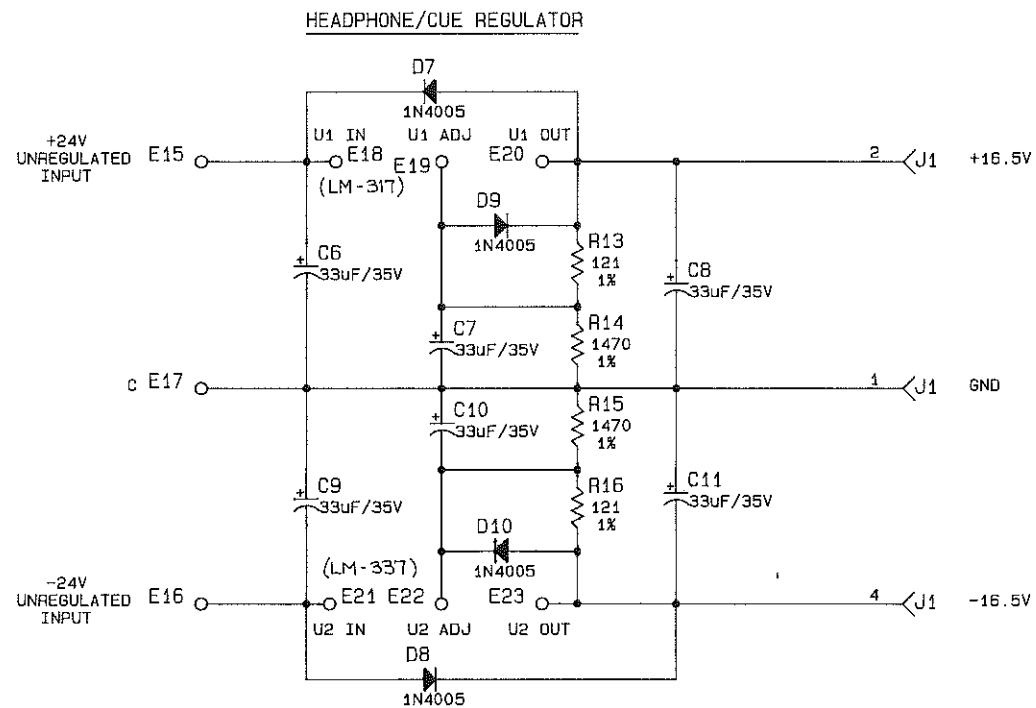 HEADPHONE/CUE REGULATOR
D7
1N4005
U1 IN U1 ADJ U1 OUT
+24V
UNREGULATED
INPUT
E15 E18 E19 E20
(LM-317)
2 J1 +16.5V
D9
1N4005
C6
33uF/35V
R13
121
1%
C8
33uF/35V
C7
33uF/35V
R14
1470
1%
C E17
1 J1 GND
C10
33uF/35V
R15
1470
1%
C9
33uF/35V
R16
121
1%
C11
33uF/35V
D10
1N4005
(LM-337)
-24V
UNREGULATED
INPUT
E16 E21 E22 E23
4 J1 -16.5V
U2 IN U2 ADJ U2 OUT
D8
1N4005